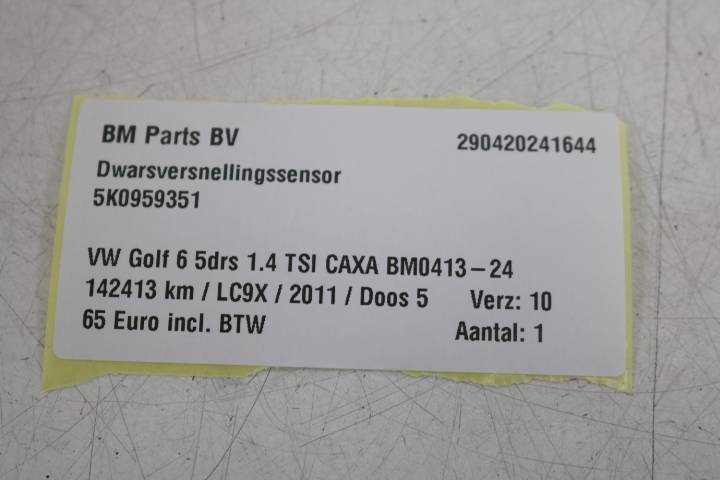 BM Parts BV 290420241644
Dwarsversnellingssensor
5K0959351
VW Golf 6 5drs 1.4 TSI CAXA BM0413-24
142413 km / LC9X / 2011 / Doos 5 Verz: 10
65 Euro incl. BTW Aantal: 1